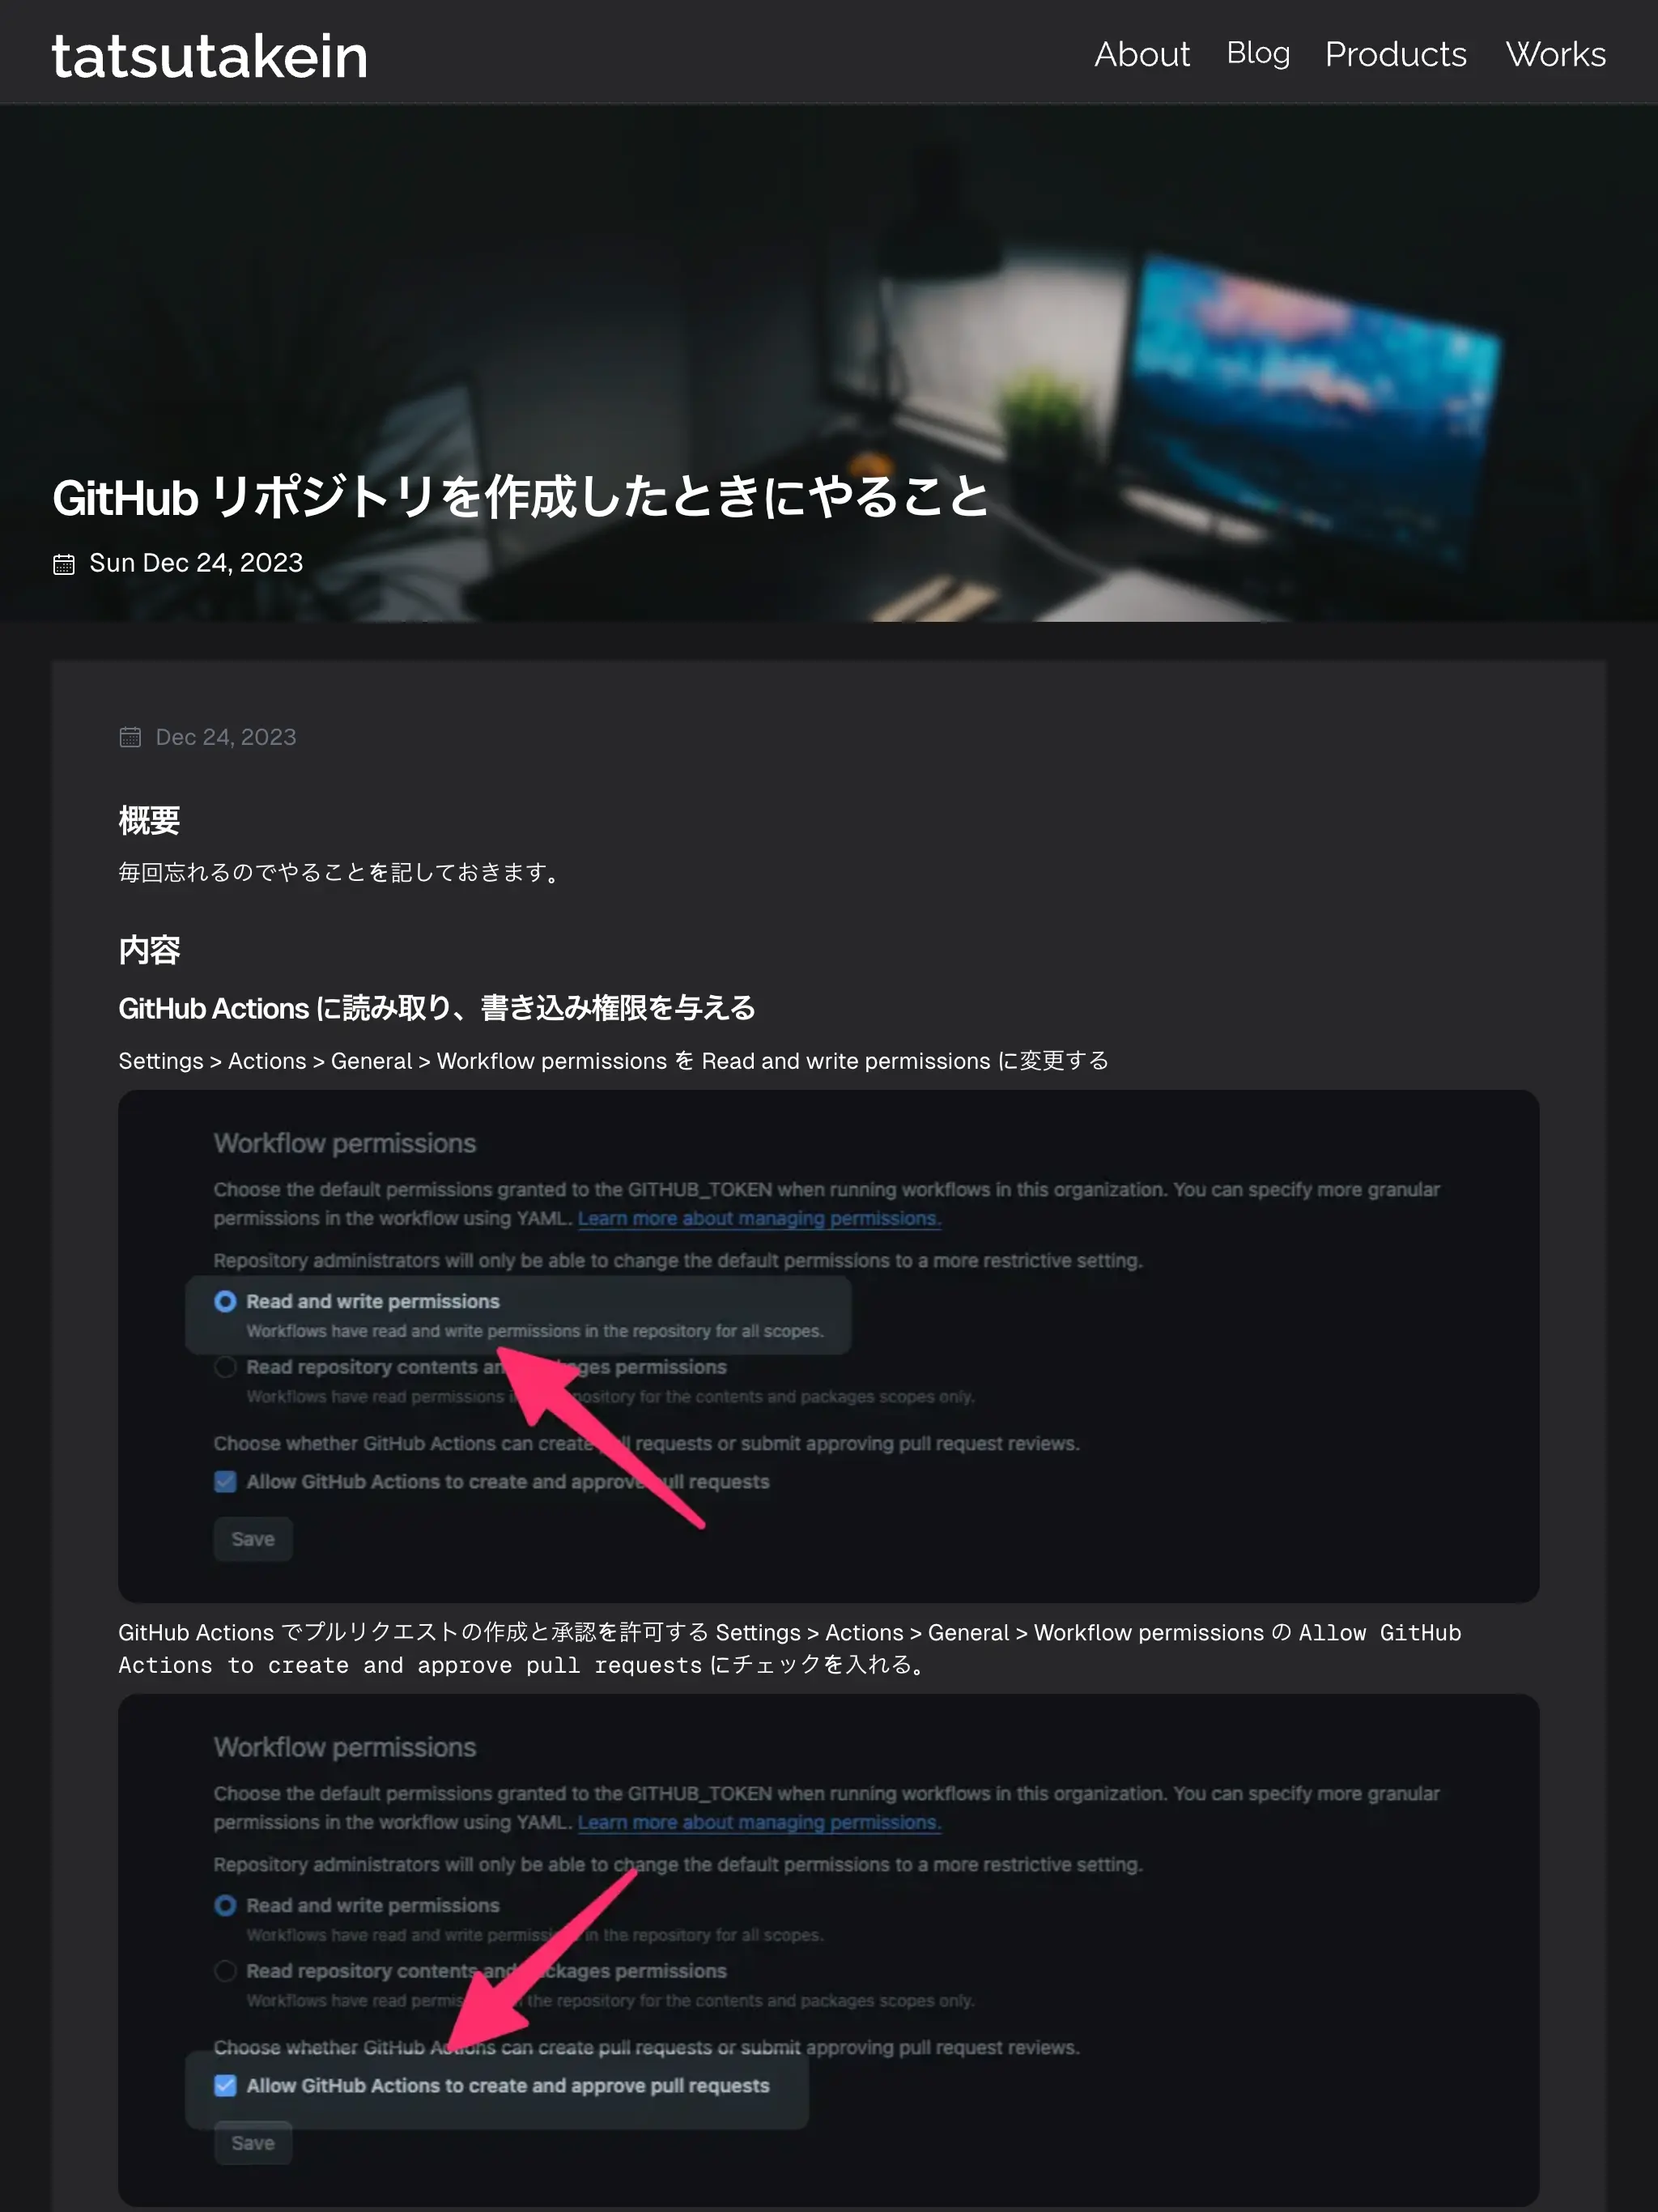 tatsutakein
About Blog Products Works
GitHub リポジトリを作成したときにやること
Sun Dec 24, 2023
Dec 24, 2023
概要
毎回忘れるのでやることを記しておきます。
内容
GitHub Actions に読み取り、書き込み権限を与える
Settings > Actions > General > Workflow permissions を Read and write permissions に変更する
Workflow permissions
Choose the default permissions granted to the GITHUB_TOKEN when running workflows in this organization. You can specify more granular
permissions in the workflow using YAML. Learn more about managing permissions.
Repository administrators will only be able to change the default permissions to a more restrictive setting.
Read and write permissions
Workflows have read and write permissions in the repository for all scopes.
Read repository contents an ges permissions
Workflows have read permissions repository for the contents and packages scopes only.
Choose whether GitHub Actions can create pull requests or submit approving pull request reviews.
Allow GitHub Actions to create and approve pull requests
Save
GitHub Actions でプルリクエストの作成と承認を許可する Settings > Actions > General > Workflow permissions の Allow GitHub
Actions to create and approve pull requests にチェックを入れる。
Workflow permissions
Choose the default permissions granted to the GITHUB_TOKEN when running workflows in this organization. You can specify more granular
permissions in the workflow using YAML. Learn more about managing permissions.
Repository administrators will only be able to change the default permissions to a more restrictive setting.
Read and write permissions
Workflows have read and write permissions in the repository for all scopes.
Read repository contents and packages permissions
Workflows have read permis the repository for the contents and packages scopes only.
Choose whether GitHub Actions can create pull requests or submit approving pull request reviews.
Allow GitHub Actions to create and approve pull requests
Save